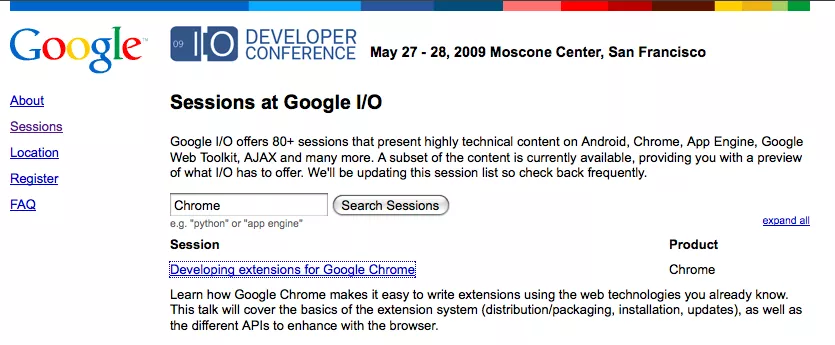 Google™
09 IO DEVELOPER
CONFERENCE
May 27 - 28, 2009 Moscone Center, San Francisco
About
Sessions
Location
Register
FAQ
Sessions at Google I/O
Google I/O offers 80+ sessions that present highly technical content on Android, Chrome, App Engine, Google
Web Toolkit, AJAX and many more. A subset of the content is currently available, providing you with a preview
of what I/O has to offer. We'll be updating this session list so check back frequently.
Chrome Search Sessions
e.g. "python" or "app engine"
expand all
Session Product
Developing extensions for Google Chrome Chrome
Learn how Google Chrome makes it easy to write extensions using the web technologies you already know.
This talk will cover the basics of the extension system (distribution/packaging, installation, updates), as well as
the different APIs to enhance with the browser.